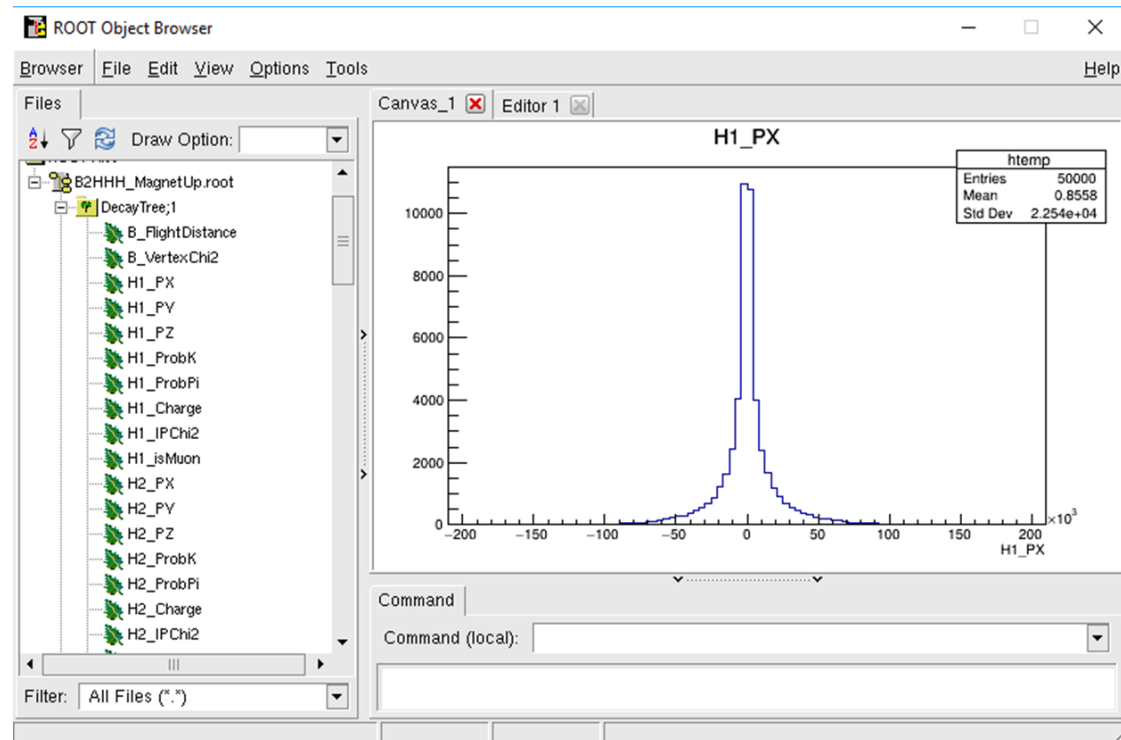 ROOT Object Browser
Browser File Edit View Options Tools Help
Files
Draw Option:
B2HHH_MagnetUp.root
DecayTree;1
B_FlightDistance
B_VertexChi2
H1_PX
H1_PY
H1_PZ
H1_ProbK
H1_ProbPi
H1_Charge
H1_IPChi2
H1_isMuon
H2_PX
H2_PY
H2_PZ
H2_ProbK
H2_ProbPi
H2_Charge
H2_IPChi2
Filter: All Files (*.*)
Canvas_1 Editor 1
H1_PX
htemp
Entries 50000
Mean 0.8558
Std Dev 2.254e+04
10000
8000
6000
4000
2000
0
−200 −150 −100 −50 0 50 100 150 200
×10³
H1_PX
Command
Command (local):